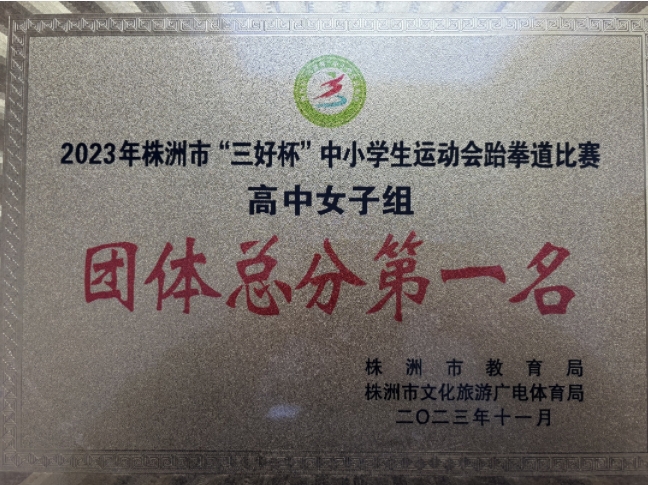 2023年株洲市“三好杯”中小学生运动会跆拳道比赛
高中女子组
团体总分第一名
株洲市教育局
株洲市文化旅游广电体育局
二〇二三年十一月